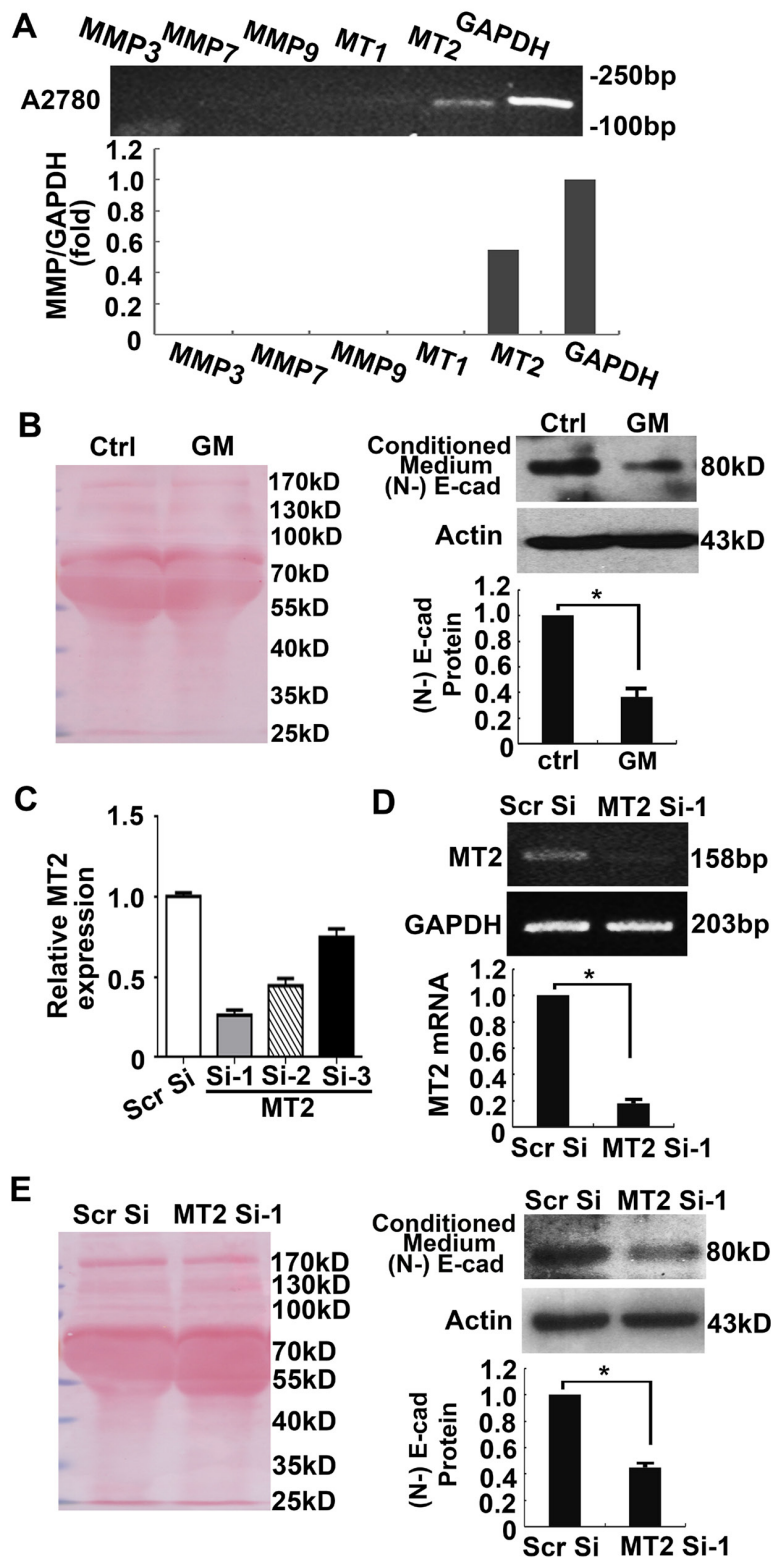 A
MMP3 MMP7 MMP9 MT1 MT2 GAPDH
A2780
-250bp
-100bp
MMP/GAPDH
(fold)
1.2
1.0
0.8
0.6
0.4
0.2
0
MMP3 MMP7 MMP9 MT1 MT2 GAPDH
B
Ctrl GM
170kD
130kD
100kD
70kD
55kD
40kD
35kD
25kD
Ctrl GM
Conditioned
Medium
(N-) E-cad
80kD
Actin
43kD
(N-) E-cad
Protein
1.2
1.0
0.8
0.6
0.4
0.2
0
*
ctrl GM
C
Relative MT2
expression
1.5
1.0
0.5
0
Scr Si Si-1 Si-2 Si-3
MT2
D
Scr Si MT2 Si-1
MT2
158bp
GAPDH
203bp
MT2 mRNA
1.2
1.0
0.8
0.6
0.4
0.2
0
*
Scr Si MT2 Si-1
E
Scr Si MT2 Si-1
170kD
130kD
100kD
70kD
55kD
40kD
35kD
25kD
Scr Si MT2 Si-1
Conditioned
Medium
(N-) E-cad
80kD
Actin
43kD
(N-) E-cad
Protein
1.2
1.0
0.8
0.6
0.4
0.2
0
*
Scr Si MT2 Si-1